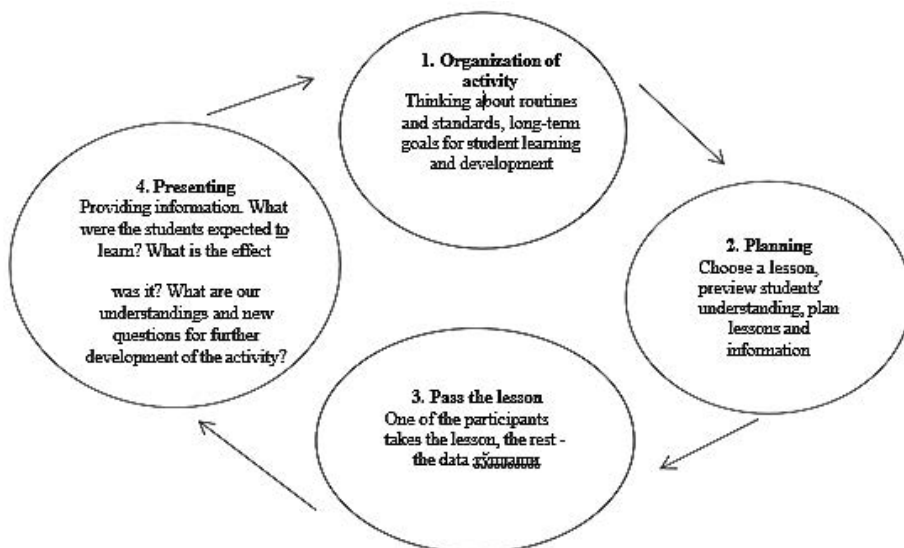 1. Organization of
activity
Thinking about routines
and standards, long-term
goals for student learning
and development
2. Planning
Choose a lesson,
preview students'
understanding, plan
lessons and
information
3. Pass the lesson
One of the participants
takes the lesson, the rest -
the data тўплаш
4. Presenting
Providing information. What
were the students expected to
learn? What is the effect
was it? What are our
understandings and new
questions for further
development of the activity?